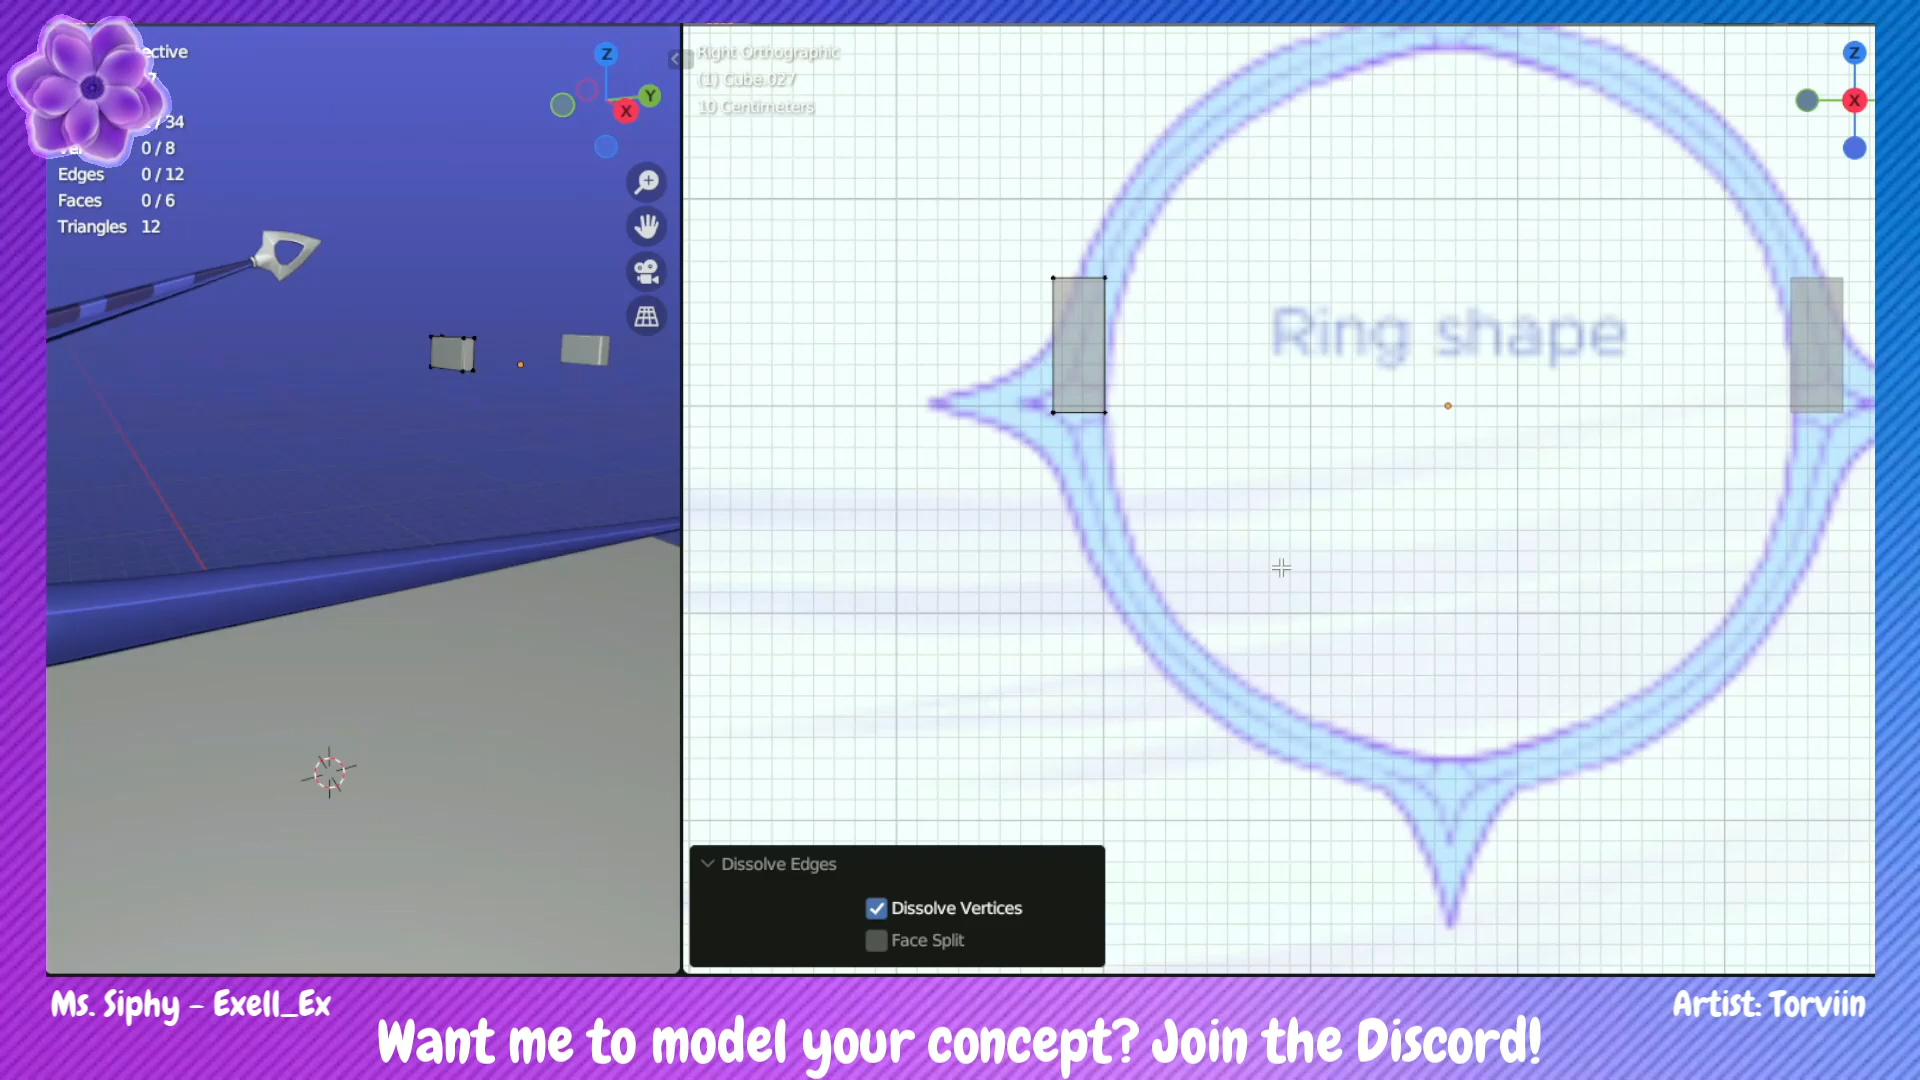 ective
7
/ 34
0 / 8
Edges 0 / 12
Faces 0 / 6
Triangles 12
Z
Y
X
Right Orthographic
(1) Cube.027
10 Centimeters
Z
X
Ring shape
Dissolve Edges
Dissolve Vertices
Face Split
Ms. Siphy - Exell_Ex
Artist: Torviin
Want me to model your concept? Join the Discord!